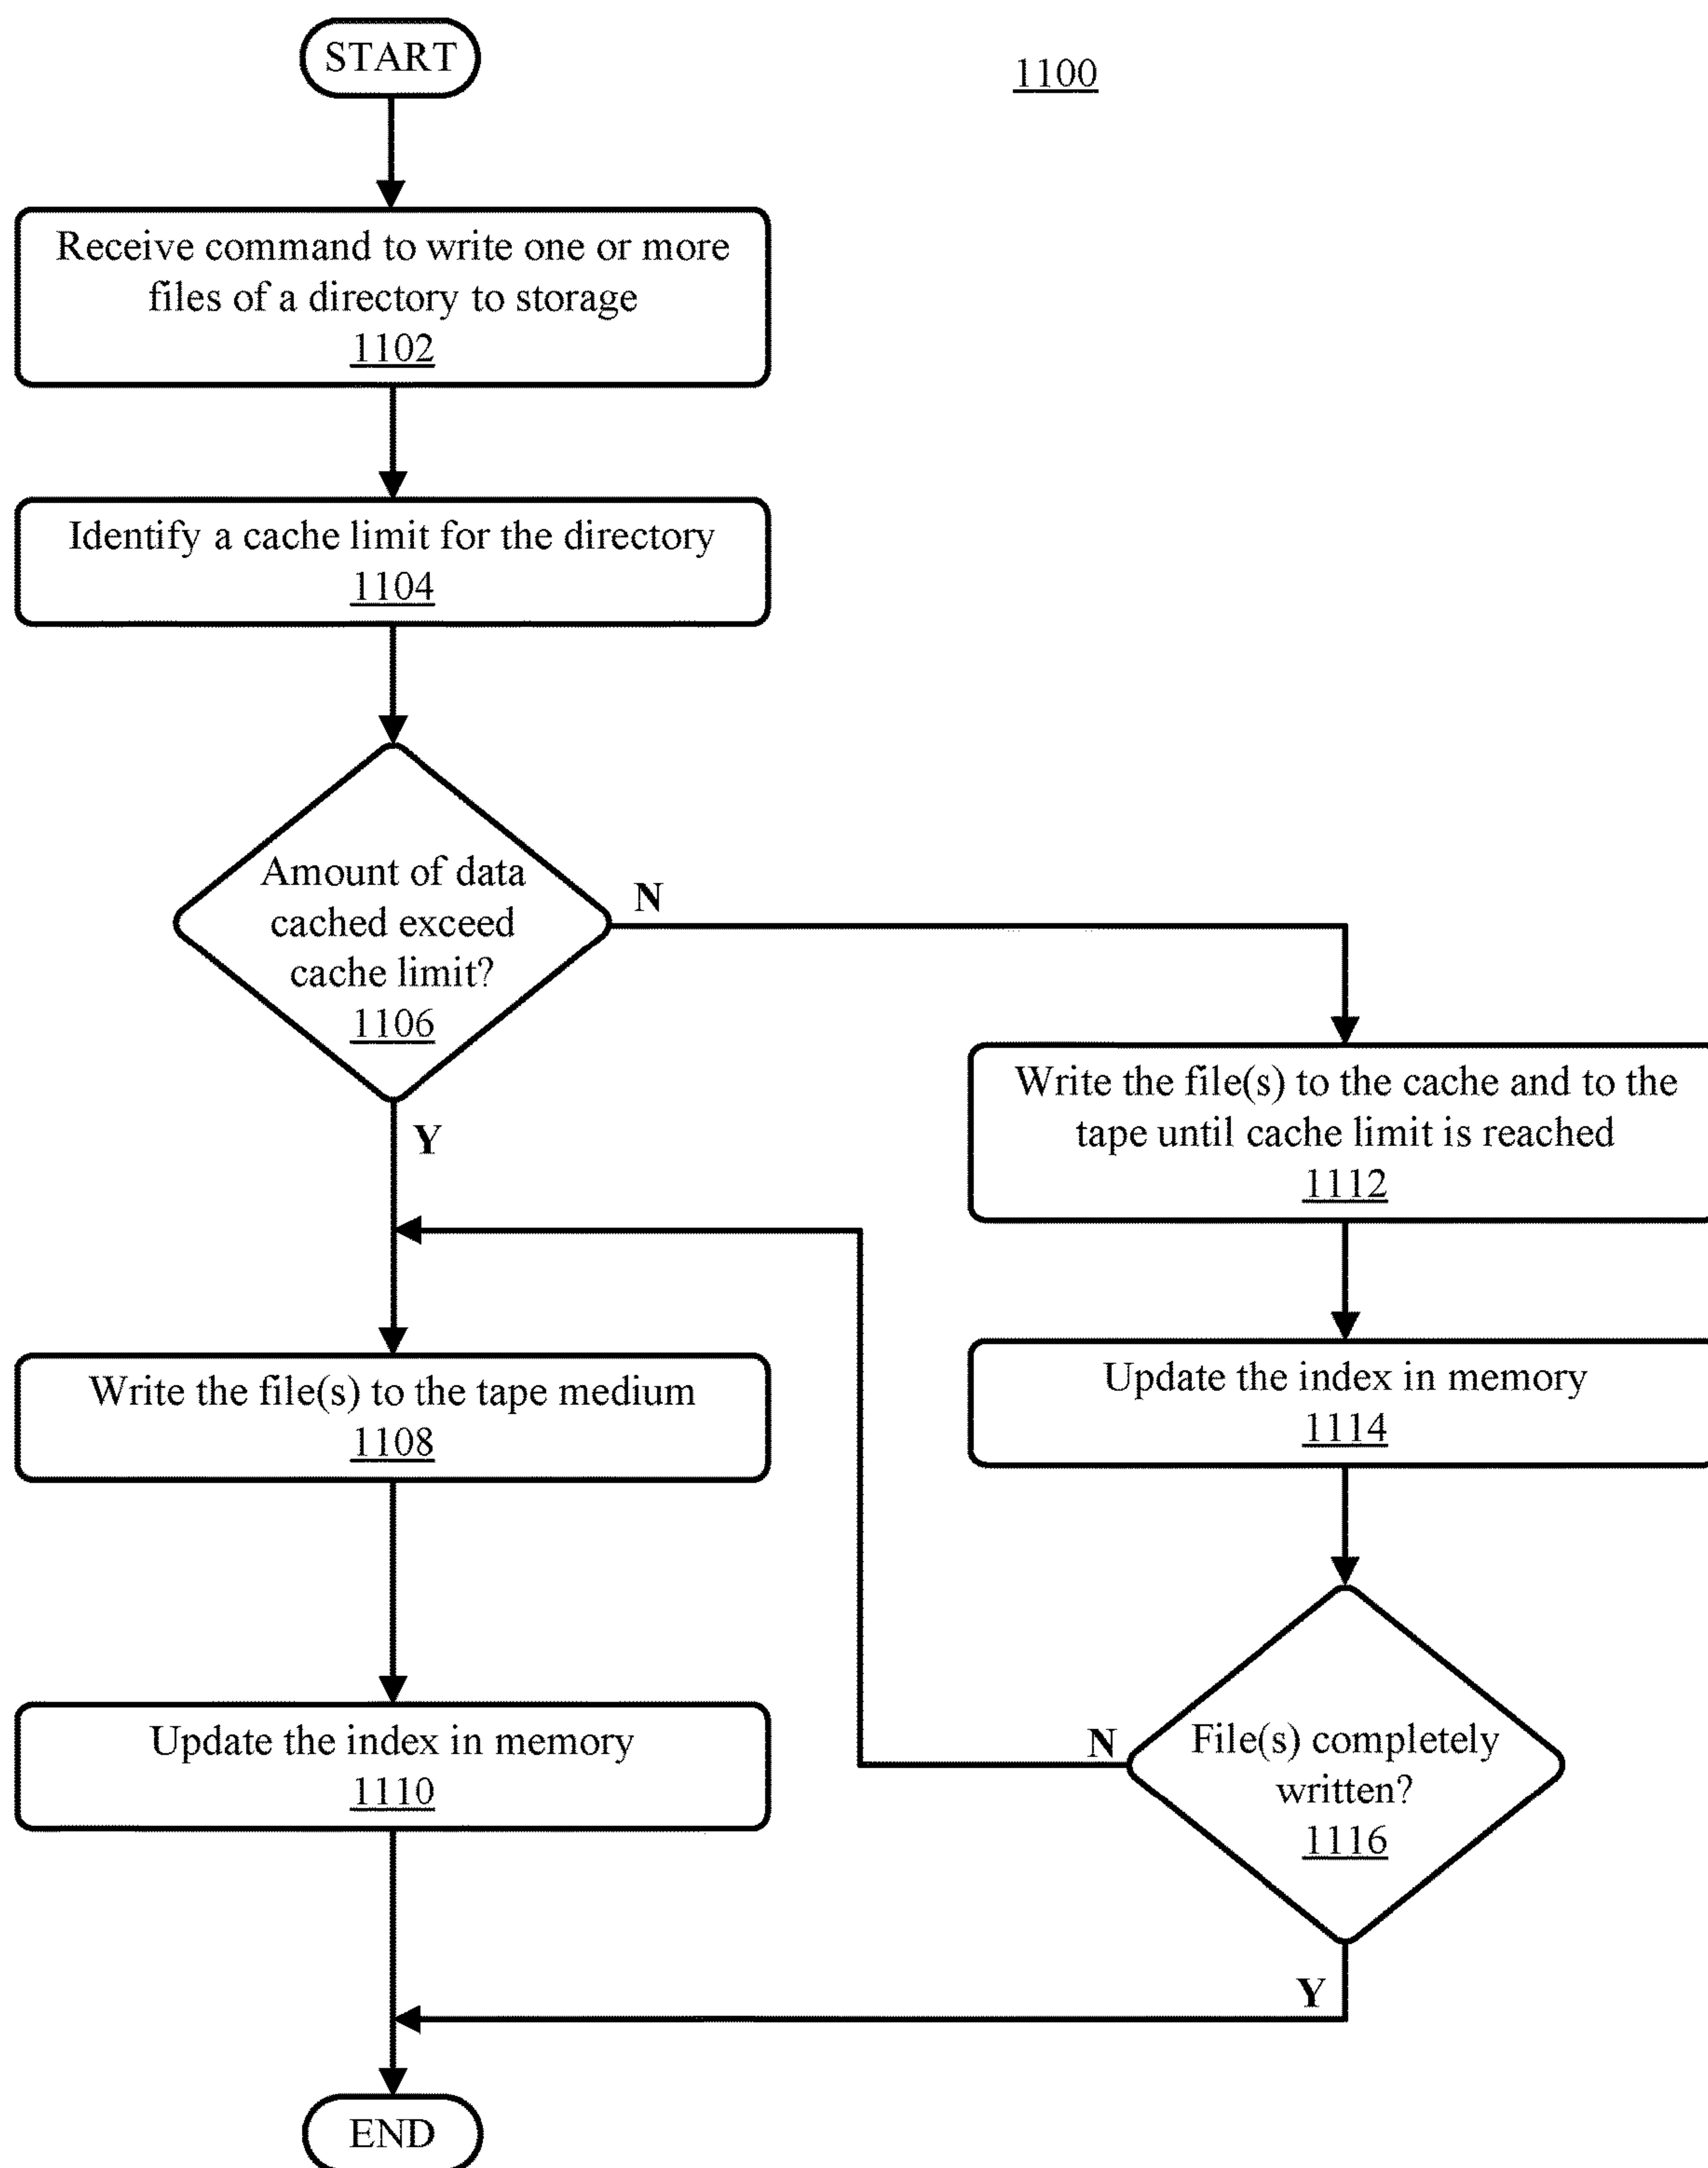 START
1100
Receive command to write one or more
files of a directory to storage
1102
Identify a cache limit for the directory
1104
Amount of data
cached exceed
cache limit?
1106
N
Y
Write the file(s) to the cache and to the
tape until cache limit is reached
1112
Update the index in memory
1114
Write the file(s) to the tape medium
1108
Update the index in memory
1110
File(s) completely
written?
1116
N
Y
END